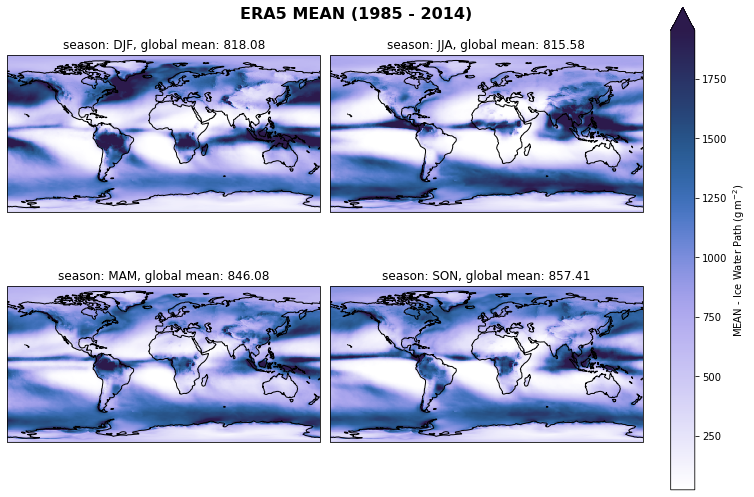 ERA5 MEAN (1985 - 2014)
season: DJF, global mean: 818.08
season: JJA, global mean: 815.58
season: MAM, global mean: 846.08
season: SON, global mean: 857.41
1750
1500
1250
1000
750
500
250
MEAN - Ice Water Path (g m⁻²)